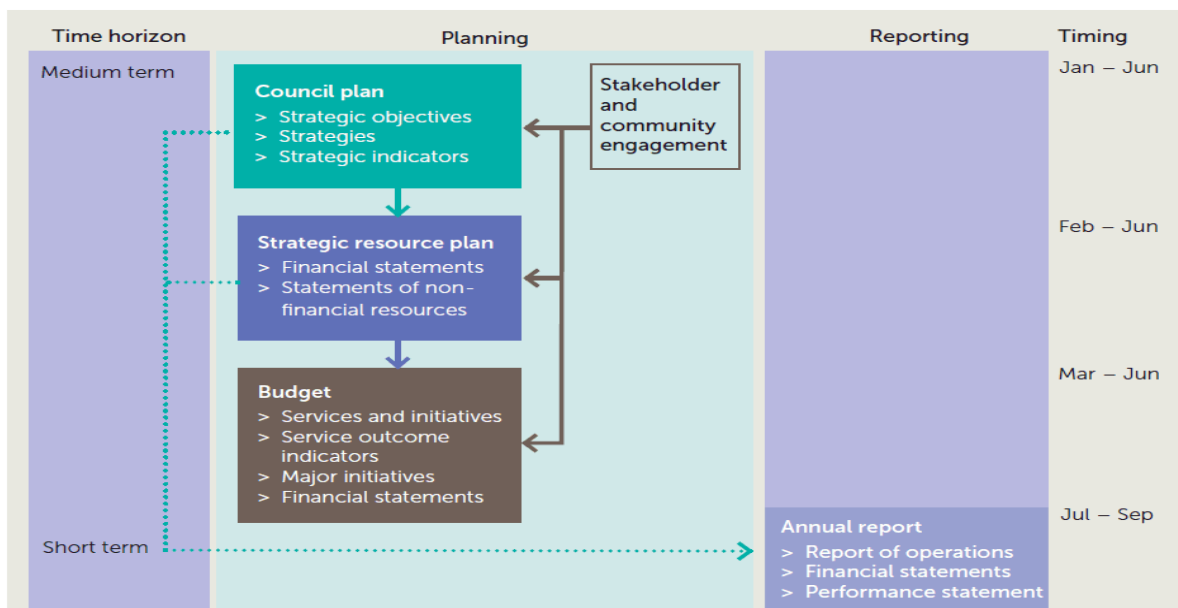 Time horizon
Planning
Reporting
Timing
Medium term
Jan – Jun
Council plan
> Strategic objectives
> Strategies
> Strategic indicators
Stakeholder
and
community
engagement
Feb – Jun
Strategic resource plan
> Financial statements
> Statements of non-
financial resources
Mar – Jun
Budget
> Services and initiatives
> Service outcome
indicators
> Major initiatives
> Financial statements
Jul – Sep
Short term
Annual report
> Report of operations
> Financial statements
> Performance statement